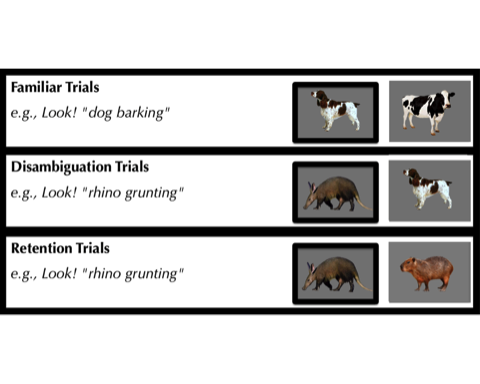 Familiar Trials
e.g., Look! "dog barking"
Disambiguation Trials
e.g., Look! "rhino grunting"
Retention Trials
e.g., Look! "rhino grunting"